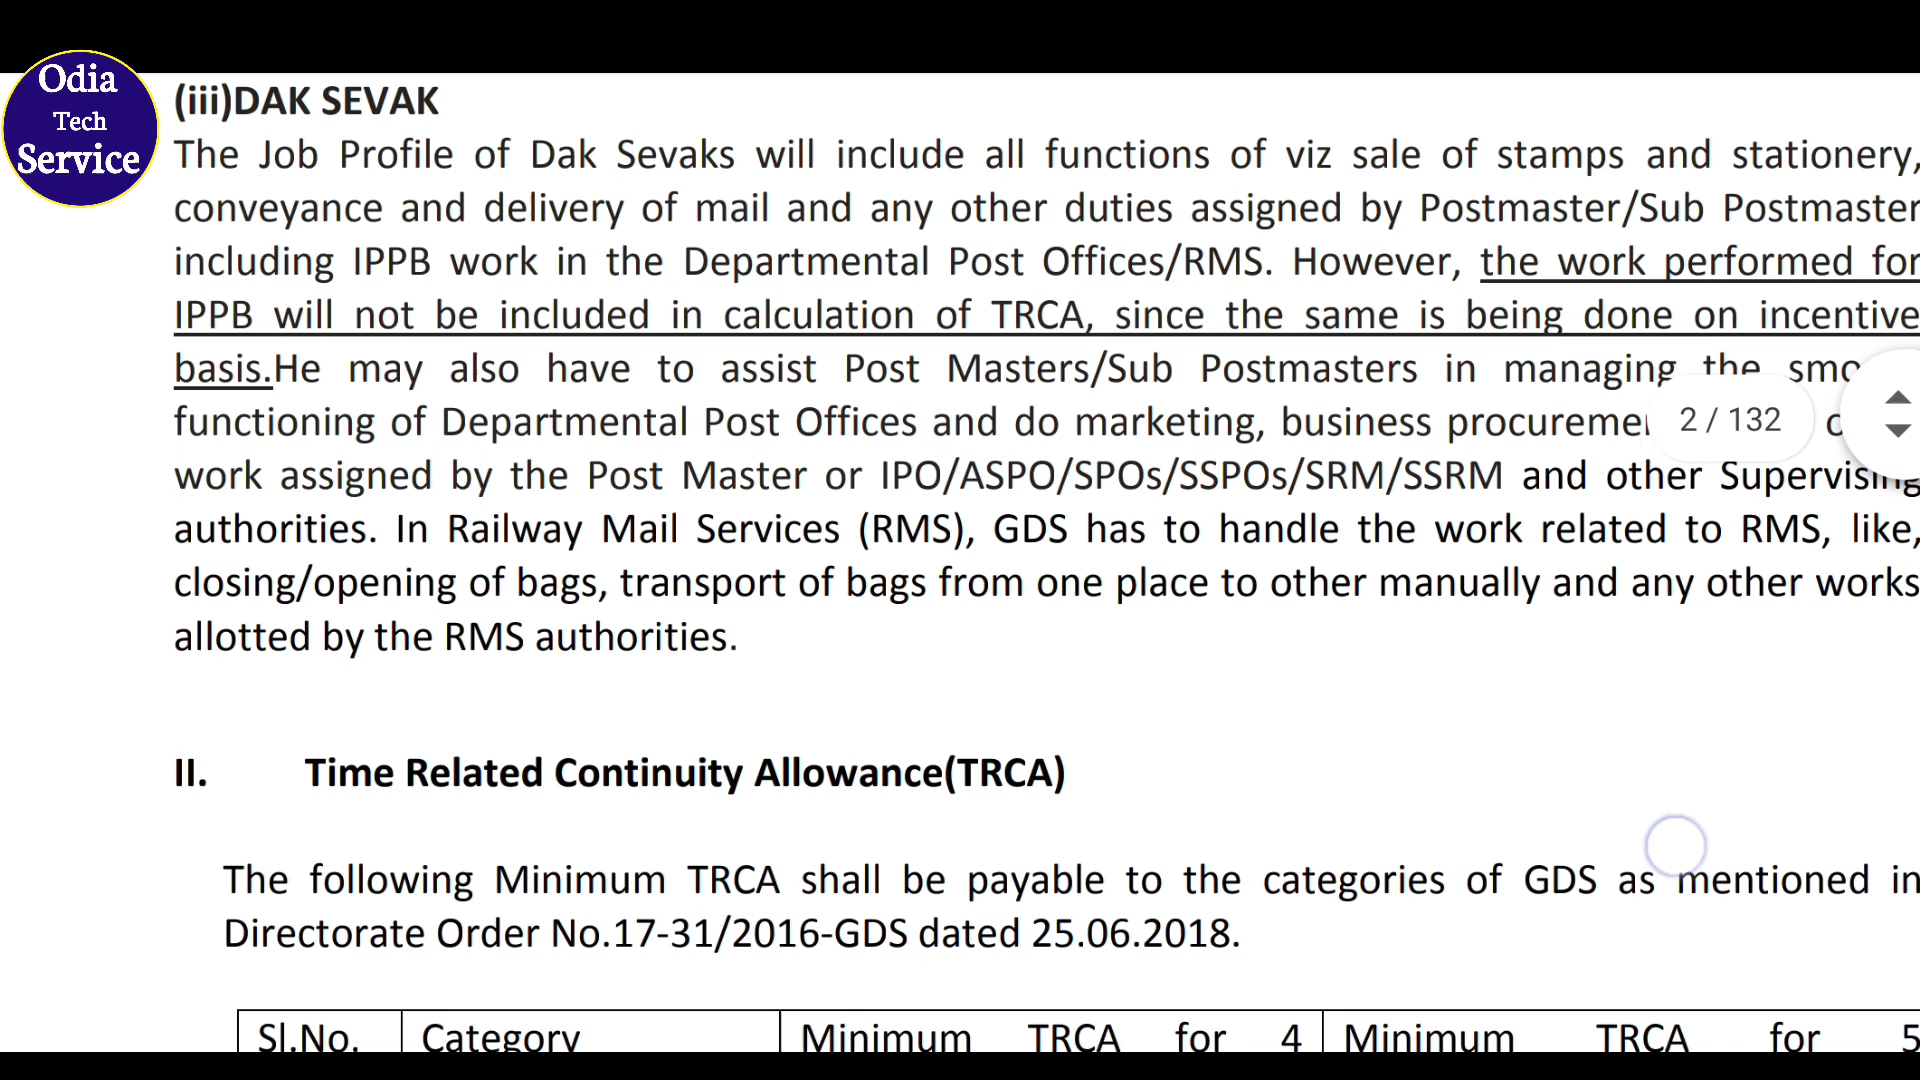 Odia
Tech
Service
(iii)DAK SEVAK
The Job Profile of Dak Sevaks will include all functions of viz sale of stamps and stationery,
conveyance and delivery of mail and any other duties assigned by Postmaster/Sub Postmaster
including IPPB work in the Departmental Post Offices/RMS. However, the work performed for
IPPB will not be included in calculation of TRCA, since the same is being done on incentive
basis.He may also have to assist Post Masters/Sub Postmasters in managing the
functioning of Departmental Post Offices and do marketing, business
2 / 132
work assigned by the Post Master or IPO/ASPO/SPOs/SSPOs/SRM/SSRM and other Supervising
authorities. In Railway Mail Services (RMS), GDS has to handle the work related to RMS, like,
closing/opening of bags, transport of bags from one place to other manually and any other works
allotted by the RMS authorities.
II. Time Related Continuity Allowance(TRCA)
The following Minimum TRCA shall be payable to the categories of GDS as mentioned in
Directorate Order No.17-31/2016-GDS dated 25.06.2018.
Sl.No. Category Minimum TRCA for 4 Minimum TRCA for 5